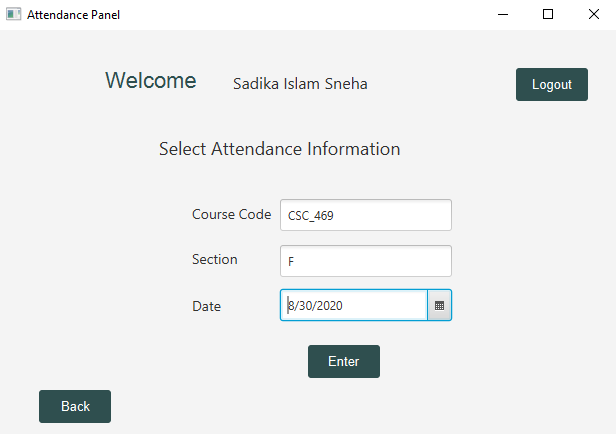 Attendance Panel
Welcome Sadika Islam Sneha Logout
Select Attendance Information
Course Code CSC_469
Section F
Date 8/30/2020
Enter
Back